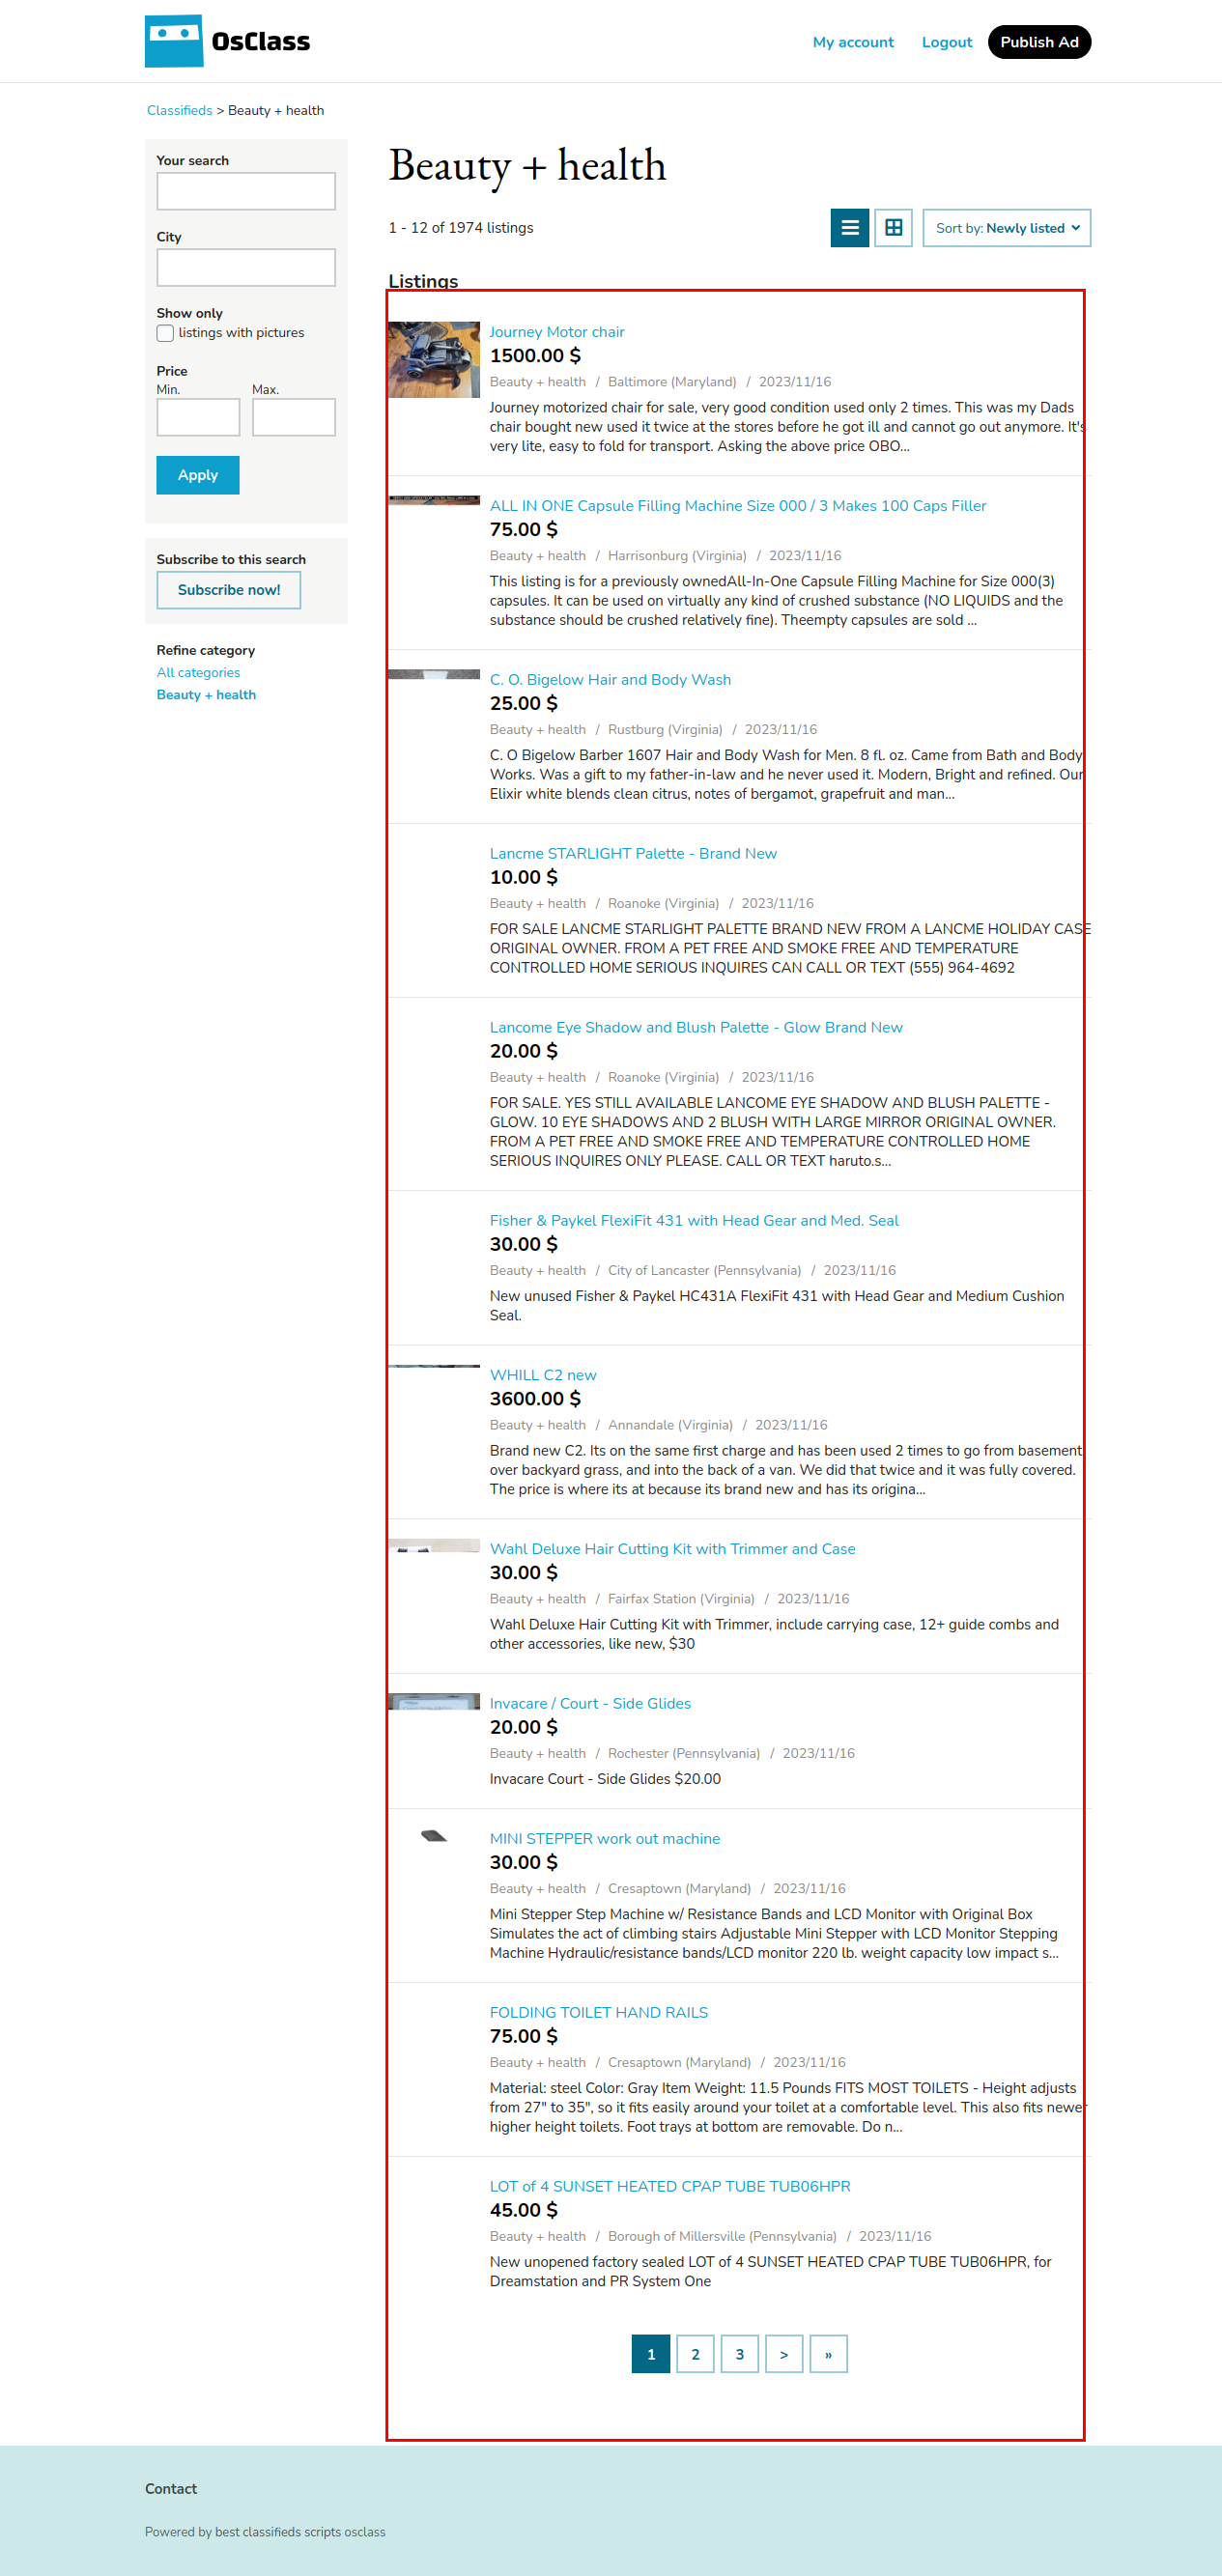 OsClass
My account Logout Publish Ad
Classifieds > Beauty + health
Your search
City
Show only
listings with pictures
Price
Min. Max.
Apply
Subscribe to this search
Subscribe now!
Refine category
All categories
Beauty + health
Beauty + health
1 - 12 of 1974 listings
Sort by: Newly listed
Listings
Journey Motor chair
1500.00 $
Beauty + health / Baltimore (Maryland) / 2023/11/16
Journey motorized chair for sale, very good condition used only 2 times. This was my Dads
chair bought new used it twice at the stores before he got ill and cannot go out anymore. It's
very lite, easy to fold for transport. Asking the above price OBO...
ALL IN ONE Capsule Filling Machine Size 000 / 3 Makes 100 Caps Filler
75.00 $
Beauty + health / Harrisonburg (Virginia) / 2023/11/16
This listing is for a previously ownedAll-In-One Capsule Filling Machine for Size 000(3)
capsules. It can be used on virtually any kind of crushed substance (NO LIQUIDS and the
substance should be crushed relatively fine). Theempty capsules are sold ...
C. O. Bigelow Hair and Body Wash
25.00 $
Beauty + health / Rustburg (Virginia) / 2023/11/16
C. O Bigelow Barber 1607 Hair and Body Wash for Men. 8 fl. oz. Came from Bath and Body
Works. Was a gift to my father-in-law and he never used it. Modern, Bright and refined. Our
Elixir white blends clean citrus, notes of bergamot, grapefruit and man...
Lancme STARLIGHT Palette - Brand New
10.00 $
Beauty + health / Roanoke (Virginia) / 2023/11/16
FOR SALE LANCME STARLIGHT PALETTE BRAND NEW FROM A LANCME HOLIDAY CASE
ORIGINAL OWNER. FROM A PET FREE AND SMOKE FREE AND TEMPERATURE
CONTROLLED HOME SERIOUS INQUIRES CAN CALL OR TEXT (555) 964-4692
Lancome Eye Shadow and Blush Palette - Glow Brand New
20.00 $
Beauty + health / Roanoke (Virginia) / 2023/11/16
FOR SALE. YES STILL AVAILABLE LANCOME EYE SHADOW AND BLUSH PALETTE -
GLOW. 10 EYE SHADOWS AND 2 BLUSH WITH LARGE MIRROR ORIGINAL OWNER.
FROM A PET FREE AND SMOKE FREE AND TEMPERATURE CONTROLLED HOME
SERIOUS INQUIRES ONLY PLEASE. CALL OR TEXT haruto.s...
Fisher & Paykel FlexiFit 431 with Head Gear and Med. Seal
30.00 $
Beauty + health / City of Lancaster (Pennsylvania) / 2023/11/16
New unused Fisher & Paykel HC431A FlexiFit 431 with Head Gear and Medium Cushion
Seal.
WHILL C2 new
3600.00 $
Beauty + health / Annandale (Virginia) / 2023/11/16
Brand new C2. Its on the same first charge and has been used 2 times to go from basement
over backyard grass, and into the back of a van. We did that twice and it was fully covered.
The price is where its at because its brand new and has its origina...
Wahl Deluxe Hair Cutting Kit with Trimmer and Case
30.00 $
Beauty + health / Fairfax Station (Virginia) / 2023/11/16
Wahl Deluxe Hair Cutting Kit with Trimmer, include carrying case, 12+ guide combs and
other accessories, like new, $30
Invacare / Court - Side Glides
20.00 $
Beauty + health / Rochester (Pennsylvania) / 2023/11/16
Invacare Court - Side Glides $20.00
MINI STEPPER work out machine
30.00 $
Beauty + health / Cresaptown (Maryland) / 2023/11/16
Mini Stepper Step Machine w/ Resistance Bands and LCD Monitor with Original Box
Simulates the act of climbing stairs Adjustable Mini Stepper with LCD Monitor Stepping
Machine Hydraulic/resistance bands/LCD monitor 220 lb. weight capacity low impact s...
FOLDING TOILET HAND RAILS
75.00 $
Beauty + health / Cresaptown (Maryland) / 2023/11/16
Material: steel Color: Gray Item Weight: 11.5 Pounds FITS MOST TOILETS - Height adjusts
from 27" to 35", so it fits easily around your toilet at a comfortable level. This also fits newer
higher height toilets. Foot trays at bottom are removable. Do n...
LOT of 4 SUNSET HEATED CPAP TUBE TUB06HPR
45.00 $
Beauty + health / Borough of Millersville (Pennsylvania) / 2023/11/16
New unopened factory sealed LOT of 4 SUNSET HEATED CPAP TUBE TUB06HPR, for
Dreamstation and PR System One
1 2 3 > »
Contact
Powered by best classifieds scripts osclass